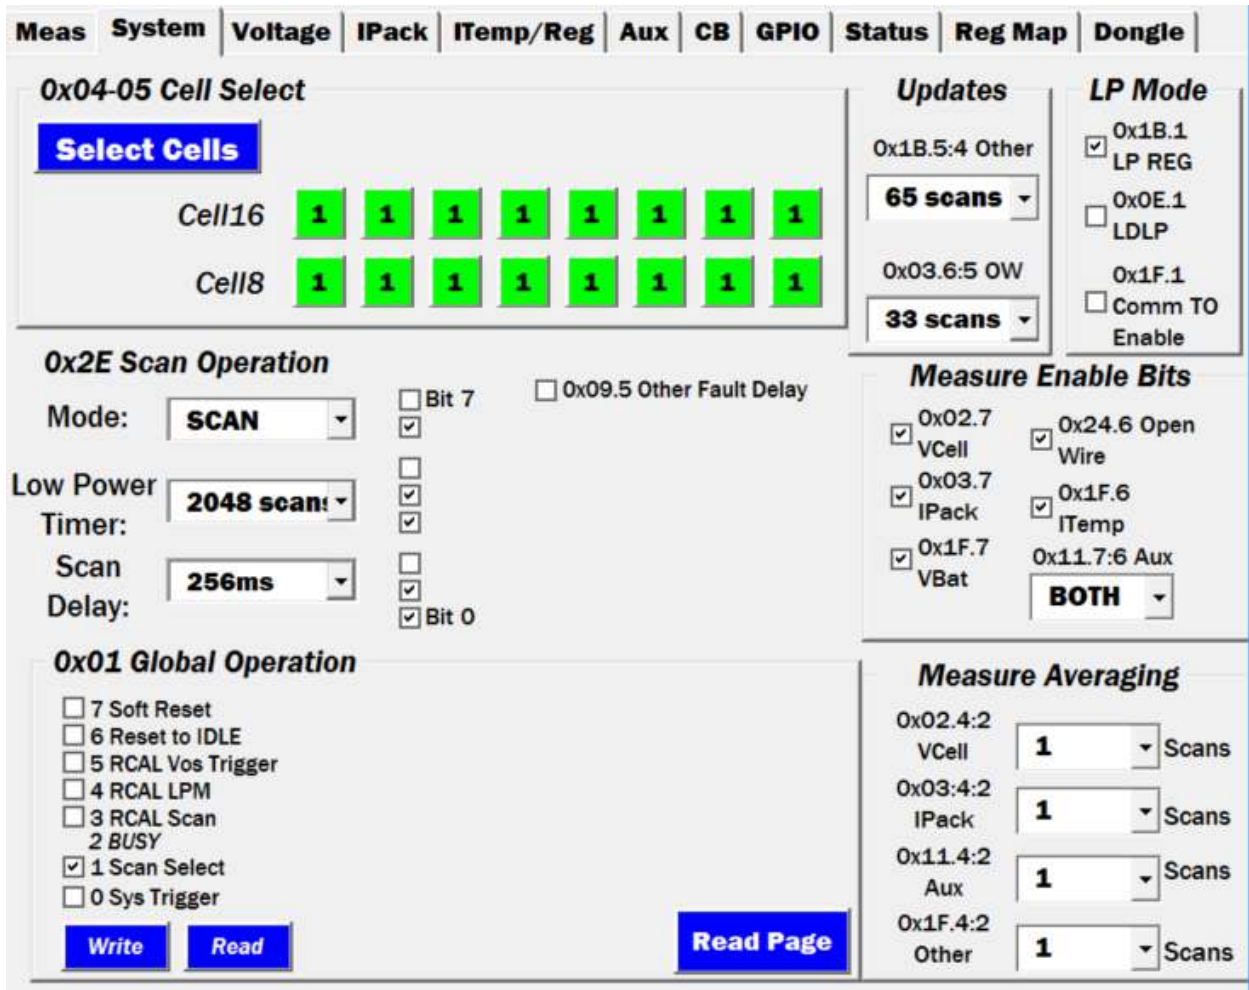 Meas System Voltage IPack ITemp/Reg Aux CB GPIO Status Reg Map Dongle
0x04-05 Cell Select
Select Cells
Cell16 1 1 1 1 1 1 1 1
Cell8 1 1 1 1 1 1 1 1
Updates
0x1B.5:4 Other
65 scans
0x03.6:5 OW
33 scans
LP Mode
0x1B.1
LP REG
0x0E.1
LDLP
0x1F.1
Comm TO
Enable
0x2E Scan Operation
Mode: SCAN
Low Power
Timer:
2048 scans
Scan
Delay:
256ms
Bit 7
Bit 0
0x09.5 Other Fault Delay
Measure Enable Bits
0x02.7
VCell
0x24.6 Open
Wire
0x03.7
IPack
0x1F.6
ITemp
0x1F.7
VBat
0x11.7:6 Aux
BOTH
0x01 Global Operation
7 Soft Reset
6 Reset to IDLE
5 RCAL Vos Trigger
4 RCAL LPM
3 RCAL Scan
2 BUSY
1 Scan Select
0 Sys Trigger
Write Read
Read Page
Measure Averaging
0x02.4:2
VCell
1 Scans
0x03:4:2
IPack
1 Scans
0x11.4:2
Aux
1 Scans
0x1F.4:2
Other
1 Scans